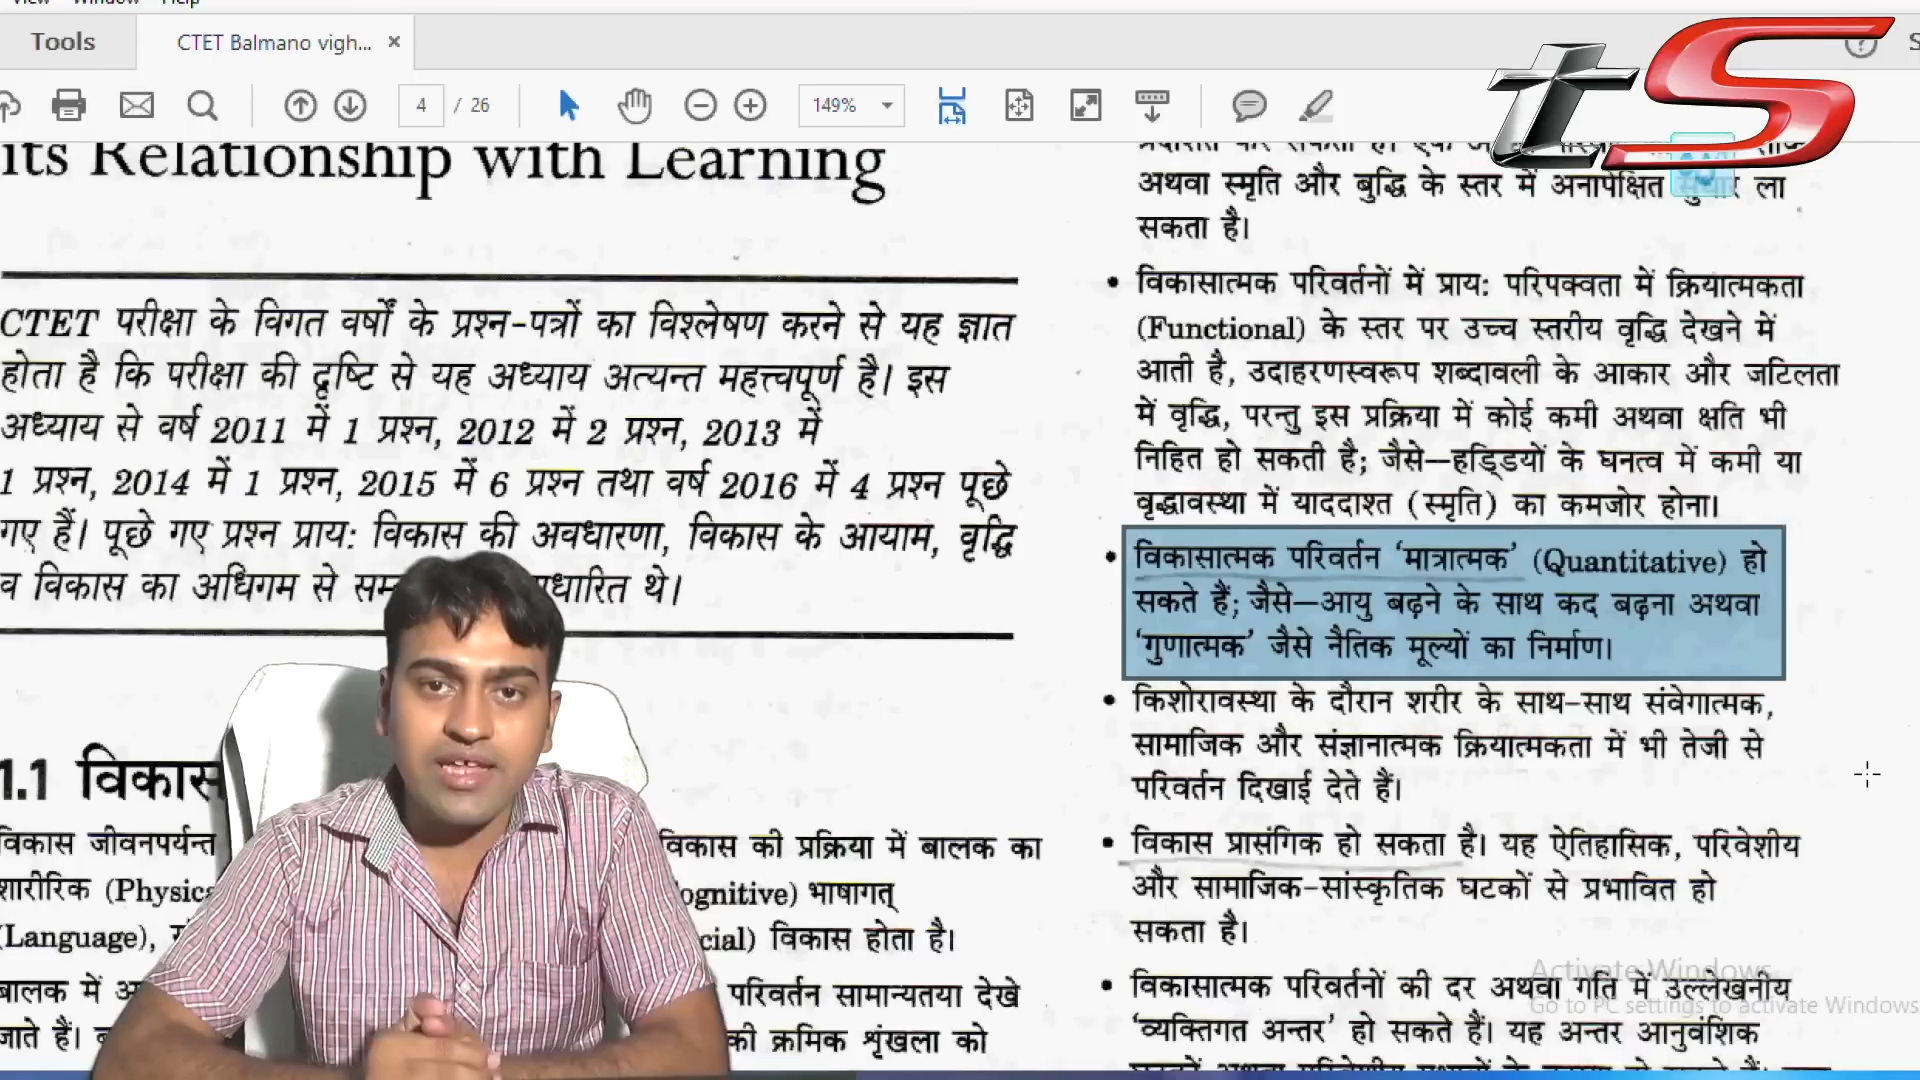 View Window Help
Tools
CTET Balmano vigh...
4 / 26
149%
tS
its Relationship with Learning
CTET परीक्षा के विगत वर्षों के प्रश्न-पत्रों का विश्लेषण करने से यह ज्ञात
होता है कि परीक्षा की दृष्टि से यह अध्याय अत्यन्त महत्त्वपूर्ण है। इस
अध्याय से वर्ष 2011 में 1 प्रश्न, 2012 में 2 प्रश्न, 2013 में
1 प्रश्न, 2014 में 1 प्रश्न, 2015 में 6 प्रश्न तथा वर्ष 2016 में 4 प्रश्न पूछे
गए हैं। पूछे गए प्रश्न प्राय: विकास की अवधारणा, विकास के आयाम, वृद्धि
व विकास का अधिगम से
1.1 विकास
विकास जीवनपर्यन्त विकास की प्रक्रिया में बालक का
शारीरिक भाषागत्
(Language), विकास होता है।
बालक में परिवर्तन सामान्यतया देखे
जाते हैं। की क्रमिक शृंखला को
अथवा स्मृति और बुद्धि के स्तर में अनापेक्षित सुधार ला
सकता है।
• विकासात्मक परिवर्तनों में प्राय: परिपक्वता में क्रियात्मकता
(Functional) के स्तर पर उच्च स्तरीय वृद्धि देखने में
आती है, उदाहरणस्वरूप शब्दावली के आकार और जटिलता
में वृद्धि, परन्तु इस प्रक्रिया में कोई कमी अथवा क्षति भी
निहित हो सकती है; जैसे—हड्डियों के घनत्व में कमी या
वृद्धावस्था में याददाश्त (स्मृति) का कमजोर होना।
• विकासात्मक परिवर्तन ‘मात्रात्मक’ (Quantitative) हो
सकते हैं; जैसे—आयु बढ़ने के साथ कद बढ़ना अथवा
‘गुणात्मक’ जैसे नैतिक मूल्यों का निर्माण।
• किशोरावस्था के दौरान शरीर के साथ-साथ संवेगात्मक,
सामाजिक और संज्ञानात्मक क्रियात्मकता में भी तेजी से
परिवर्तन दिखाई देते हैं।
• विकास प्रासंगिक हो सकता है। यह ऐतिहासिक, परिवेशीय
और सामाजिक-सांस्कृतिक घटकों से प्रभावित हो
सकता है।
• विकासात्मक परिवर्तनों की दर अथवा गति में उल्लेखनीय
‘व्यक्तिगत अन्तर’ हो सकते हैं। यह अन्तर आनुवंशिक
Activate Windows
Go to PC settings to activate Windows